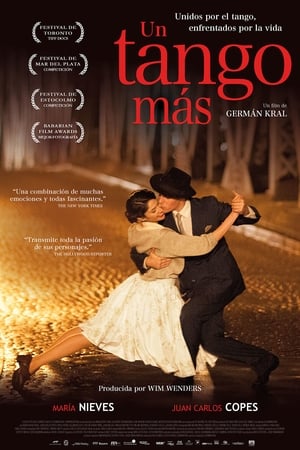 Unidos por el tango,
enfrentados por la vida
Un
tango
más
Un film de
GERMÁN KRAL
FESTIVAL DE
TORONTO
TIFF DOCS
FESTIVAL DE
MAR DEL PLATA
COMPETICIÓN
FESTIVAL DE
ESTOCOLMO
COMPETICIÓN
BABARIAN
FILM AWARDS
MEJOR FOTOGRAFÍA
"Una combinación de muchas
emociones y todas fascinantes."
THE NEW YORK TIMES
"Transmite toda la pasión
de sus personajes."
THE HOLLYWOOD REPORTER
Producida por WIM WENDERS
MARÍA NIEVES
JUAN CARLOS COPES